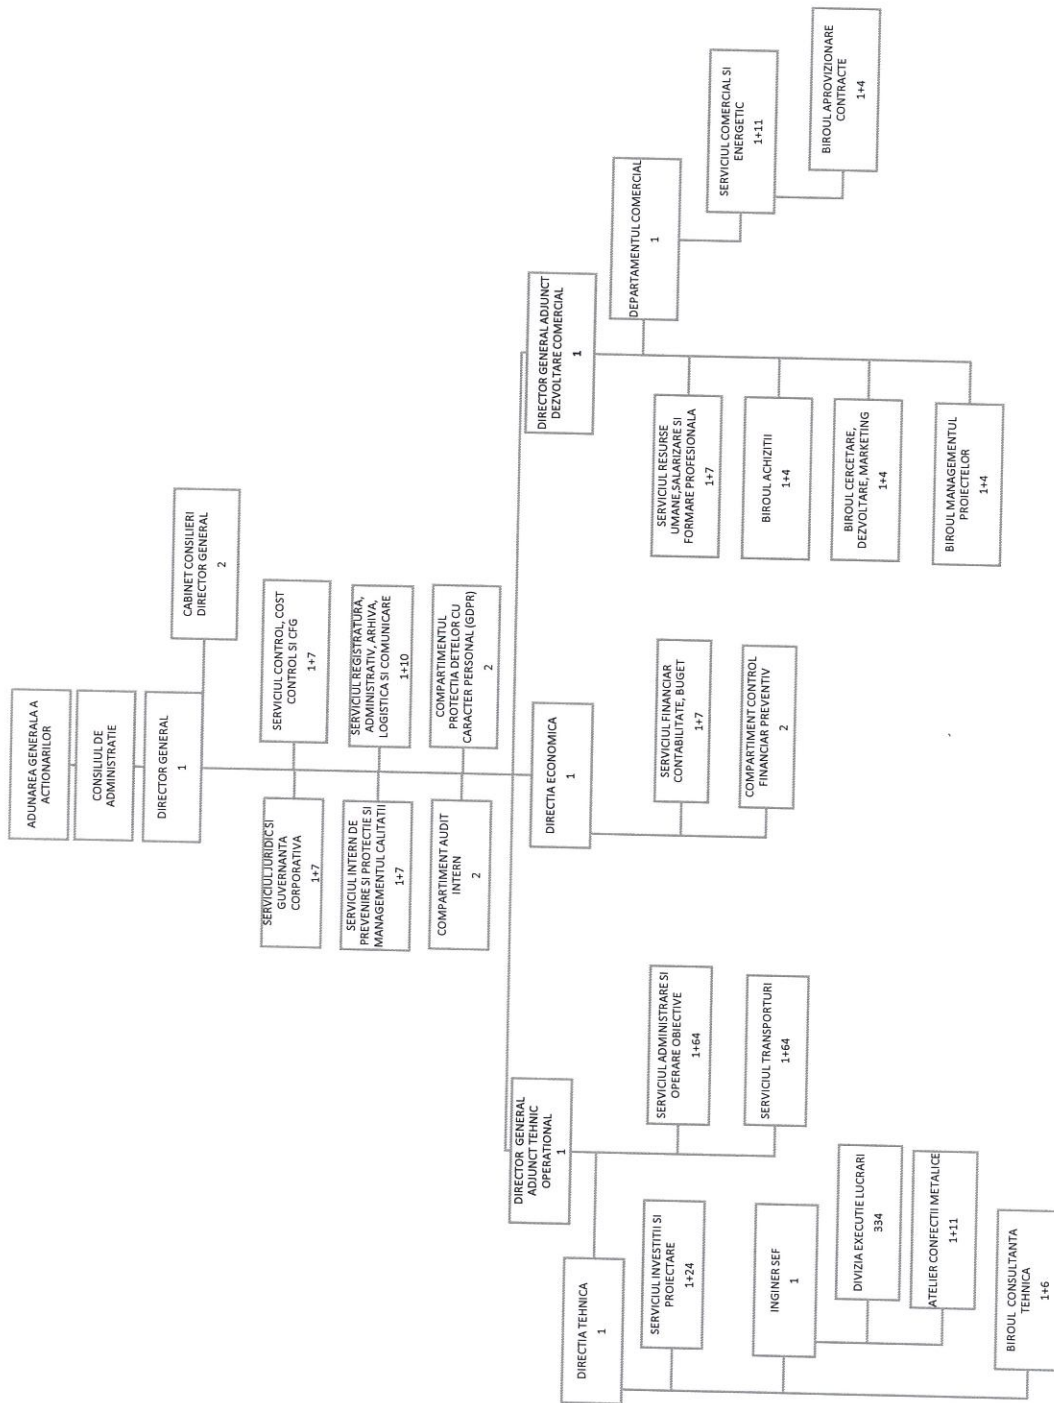 ADUNAREA GENERALA A
ACTIONARILOR
CONSILIUL DE
ADMINISTRATIE
DIRECTOR GENERAL
1
CABINET CONSILIERI
DIRECTOR GENERAL
2
SERVICIUL JURIDIC SI
GUVERNANTA
CORPORATIVA
1+7
SERVICIUL CONTROL, COST
CONTROL SI CFG
1+7
SERVICIUL INTERN DE
PREVENIRE SI PROTECTIE SI
MANAGEMENTUL CALITATII
1+7
SERVICIUL REGISTRATURA,
ADMINISTRATIV, ARHIVA,
LOGISTICA SI COMUNICARE
1+10
COMPARTIMENT AUDIT
INTERN
2
COMPARTIMENTUL
PROTECTIA DETELOR CU
CARACTER PERSONAL (GDPR)
2
DIRECTOR GENERAL
ADJUNCT TEHNIC
OPERATIONAL
1
DIRECTIA TEHNICA
1
SERVICIUL INVESTITII SI
PROIECTARE
1+24
INGINER SEF
1
DIVIZIA EXECUTIE LUCRARI
334
ATELIER CONFECTII METALICE
1+11
BIROUL CONSULTANTA
TEHNICA
1+6
SERVICIUL ADMINISTRARE SI
OPERARE OBIECTIVE
1+64
SERVICIUL TRANSPORTURI
1+64
DIRECTIA ECONOMICA
1
SERVICIUL FINANCIAR
CONTABILITATE, BUGET
1+7
COMPARTIMENT CONTROL
FINANCIAR PREVENTIV
2
DIRECTOR GENERAL ADJUNCT
DEZVOLTARE COMERCIAL
1
SERVICIUL RESURSE
UMANE,SALARIZARE SI
FORMARE PROFESIONALA
1+7
BIROUL ACHIZITII
1+4
BIROUL CERCETARE,
DEZVOLTARE, MARKETING
1+4
BIROUL MANAGEMENTUL
PROIECTELOR
1+4
DEPARTAMENTUL COMERCIAL
1
SERVICIUL COMERCIAL SI
ENERGETIC
1+11
BIROUL APROVIZIONARE
CONTRACTE
1+4